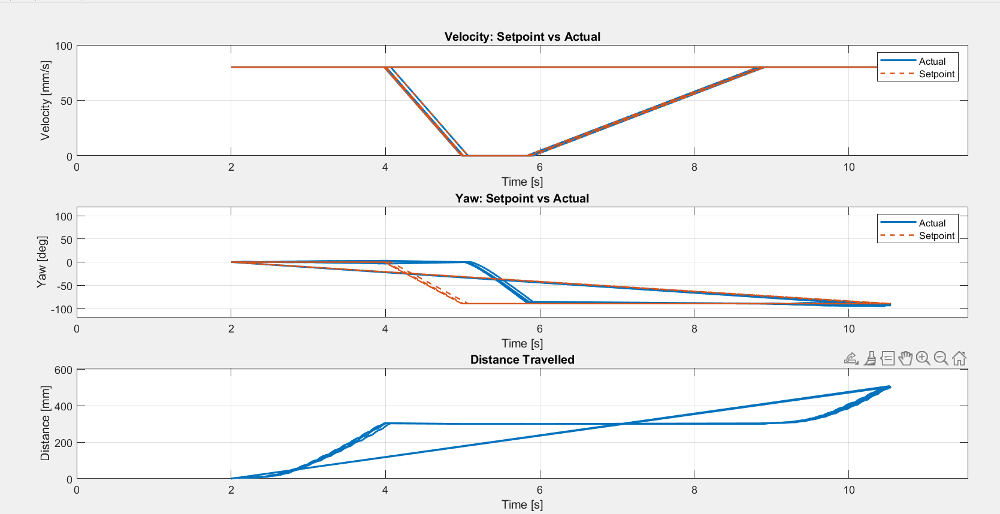 Velocity: Setpoint vs Actual
Velocity [mm/s]
100
50
0
Actual
Setpoint
0 2 4 6 8 10
Time [s]
Yaw: Setpoint vs Actual
Yaw [deg]
100
50
0
-50
-100
Actual
Setpoint
0 2 4 6 8 10
Time [s]
Distance Travelled
Distance [mm]
600
400
200
0
0 2 4 6 8 10
Time [s]